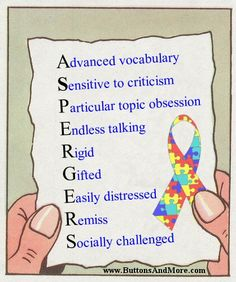 Advanced vocabulary
Sensitive to criticism
Particular topic obsession
Endless talking
Rigid
Gifted
Easily distressed
Remiss
Socially challenged
www.ButtonsAndMore.com